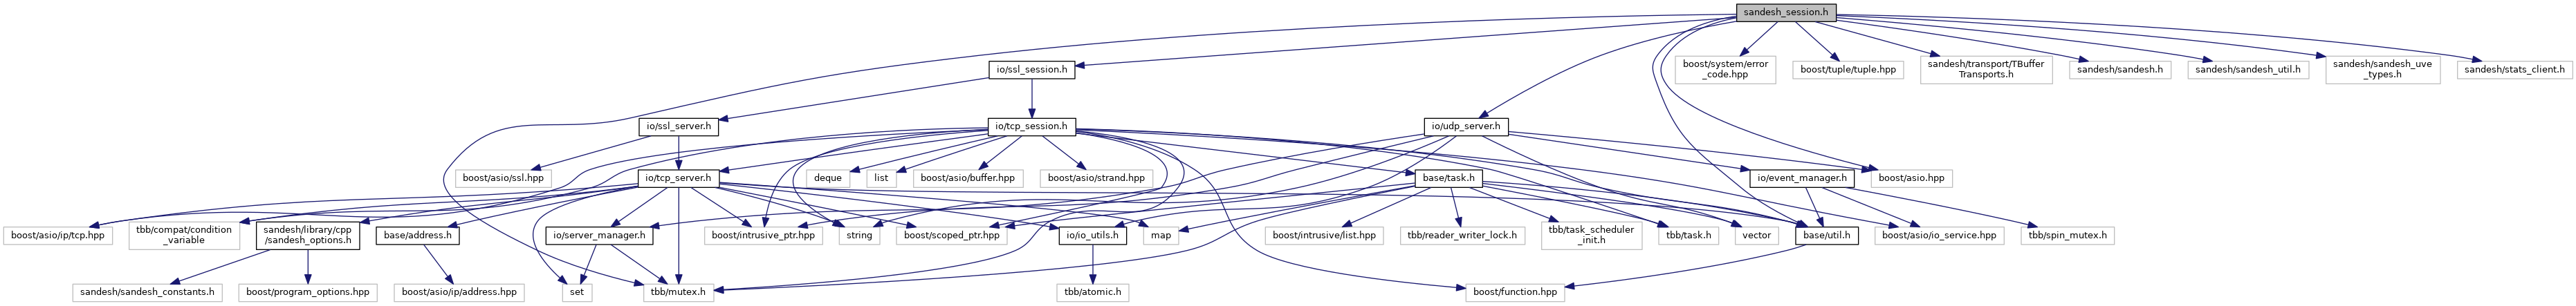 sandesh_session.h
io/ssl_session.h
boost/system/error
_code.hpp
boost/tuple/tuple.hpp
sandesh/transport/TBuffer
Transports.h
sandesh/sandesh.h
sandesh/sandesh_util.h
sandesh/sandesh_uve
_types.h
sandesh/stats_client.h
io/ssl_server.h
io/tcp_session.h
io/udp_server.h
boost/asio/ssl.hpp
io/tcp_server.h
deque
list
boost/asio/buffer.hpp
boost/asio/strand.hpp
base/task.h
io/event_manager.h
boost/asio.hpp
boost/asio/ip/tcp.hpp
tbb/compat/condition
_variable
sandesh/library/cpp
/sandesh_options.h
base/address.h
io/server_manager.h
boost/intrusive_ptr.hpp
string
boost/scoped_ptr.hpp
io/io_utils.h
map
boost/intrusive/list.hpp
tbb/reader_writer_lock.h
tbb/task_scheduler
_init.h
tbb/task.h
vector
base/util.h
boost/asio/io_service.hpp
tbb/spin_mutex.h
sandesh/sandesh_constants.h
boost/program_options.hpp
boost/asio/ip/address.hpp
set
tbb/mutex.h
tbb/atomic.h
boost/function.hpp